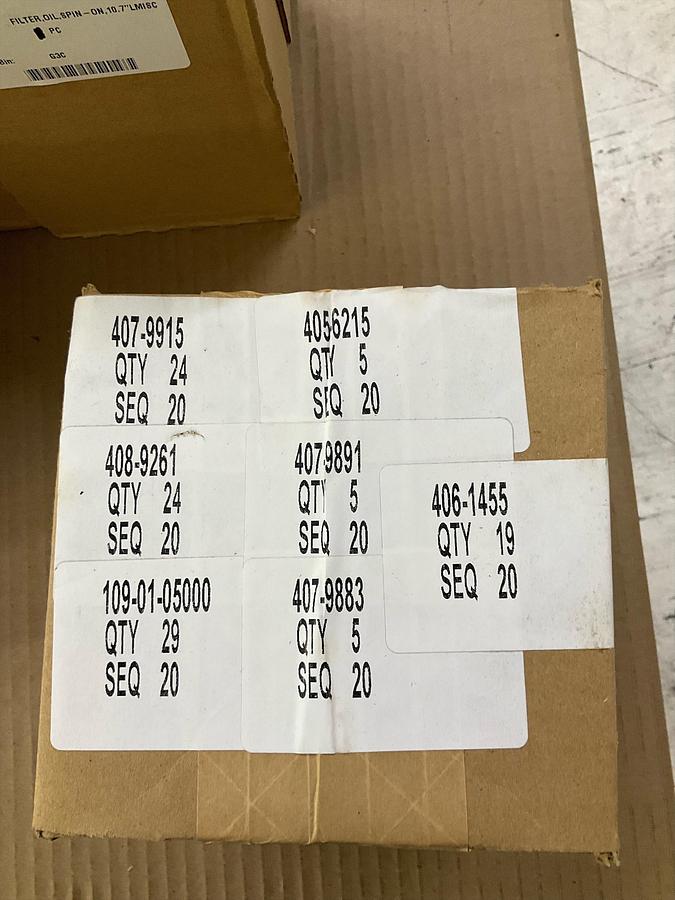 FILTER,OIL,SPIN-ON,10.7"LMI6C
PC
Bin: G3C
407-9915
QTY 24
SEQ 20
4056215
QTY 5
SEQ 20
408-9261
QTY 24
SEQ 20
4079891
QTY 5
SEQ 20
406-1455
QTY 19
SEQ 20
109-01-05000
QTY 29
SEQ 20
407-9883
QTY 5
SEQ 20